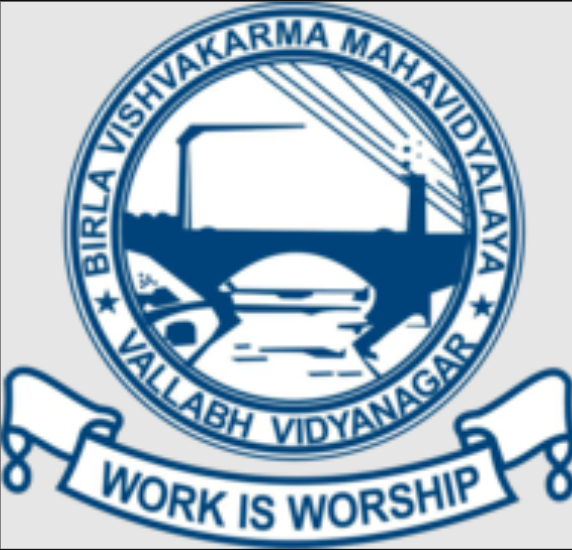 BIRLA VISHVAKARMA MAHAVIDYALAYA
VALLABH VIDYANAGAR
WORK IS WORSHIP